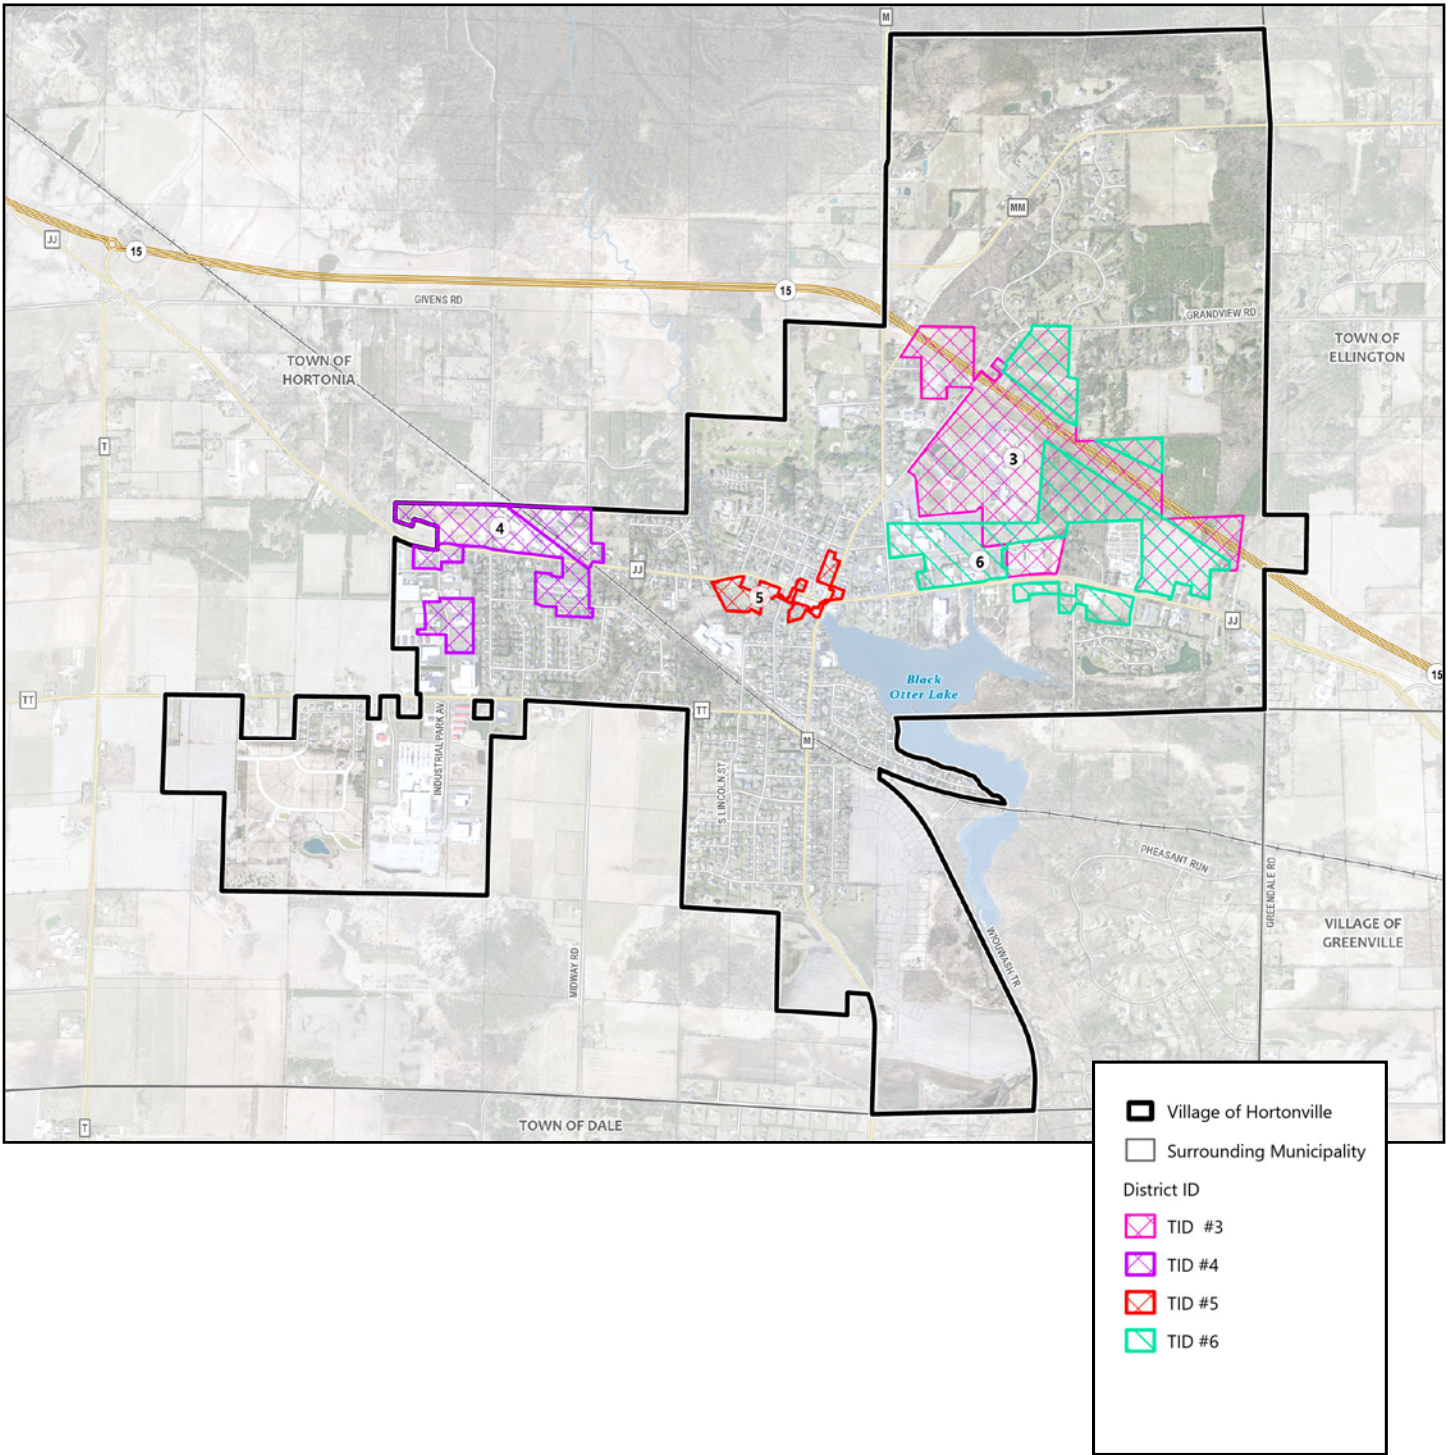 M
MM
JJ
15
15
GIVENS RD
GRANDVIEW RD
TOWN OF
HORTONIA
TOWN OF
ELLINGTON
T
3
4
6
JJ
5
JJ
15
Black
Otter Lake
TT
TT
M
INDUSTRIAL PARK AV
S LINCOLN ST
PHEASANT RUN
GREENDALE RD
VILLAGE OF
GREENVILLE
WIOUWASH TR
MIDWAY RD
TOWN OF DALE
T
Village of Hortonville
Surrounding Municipality
District ID
TID #3
TID #4
TID #5
TID #6